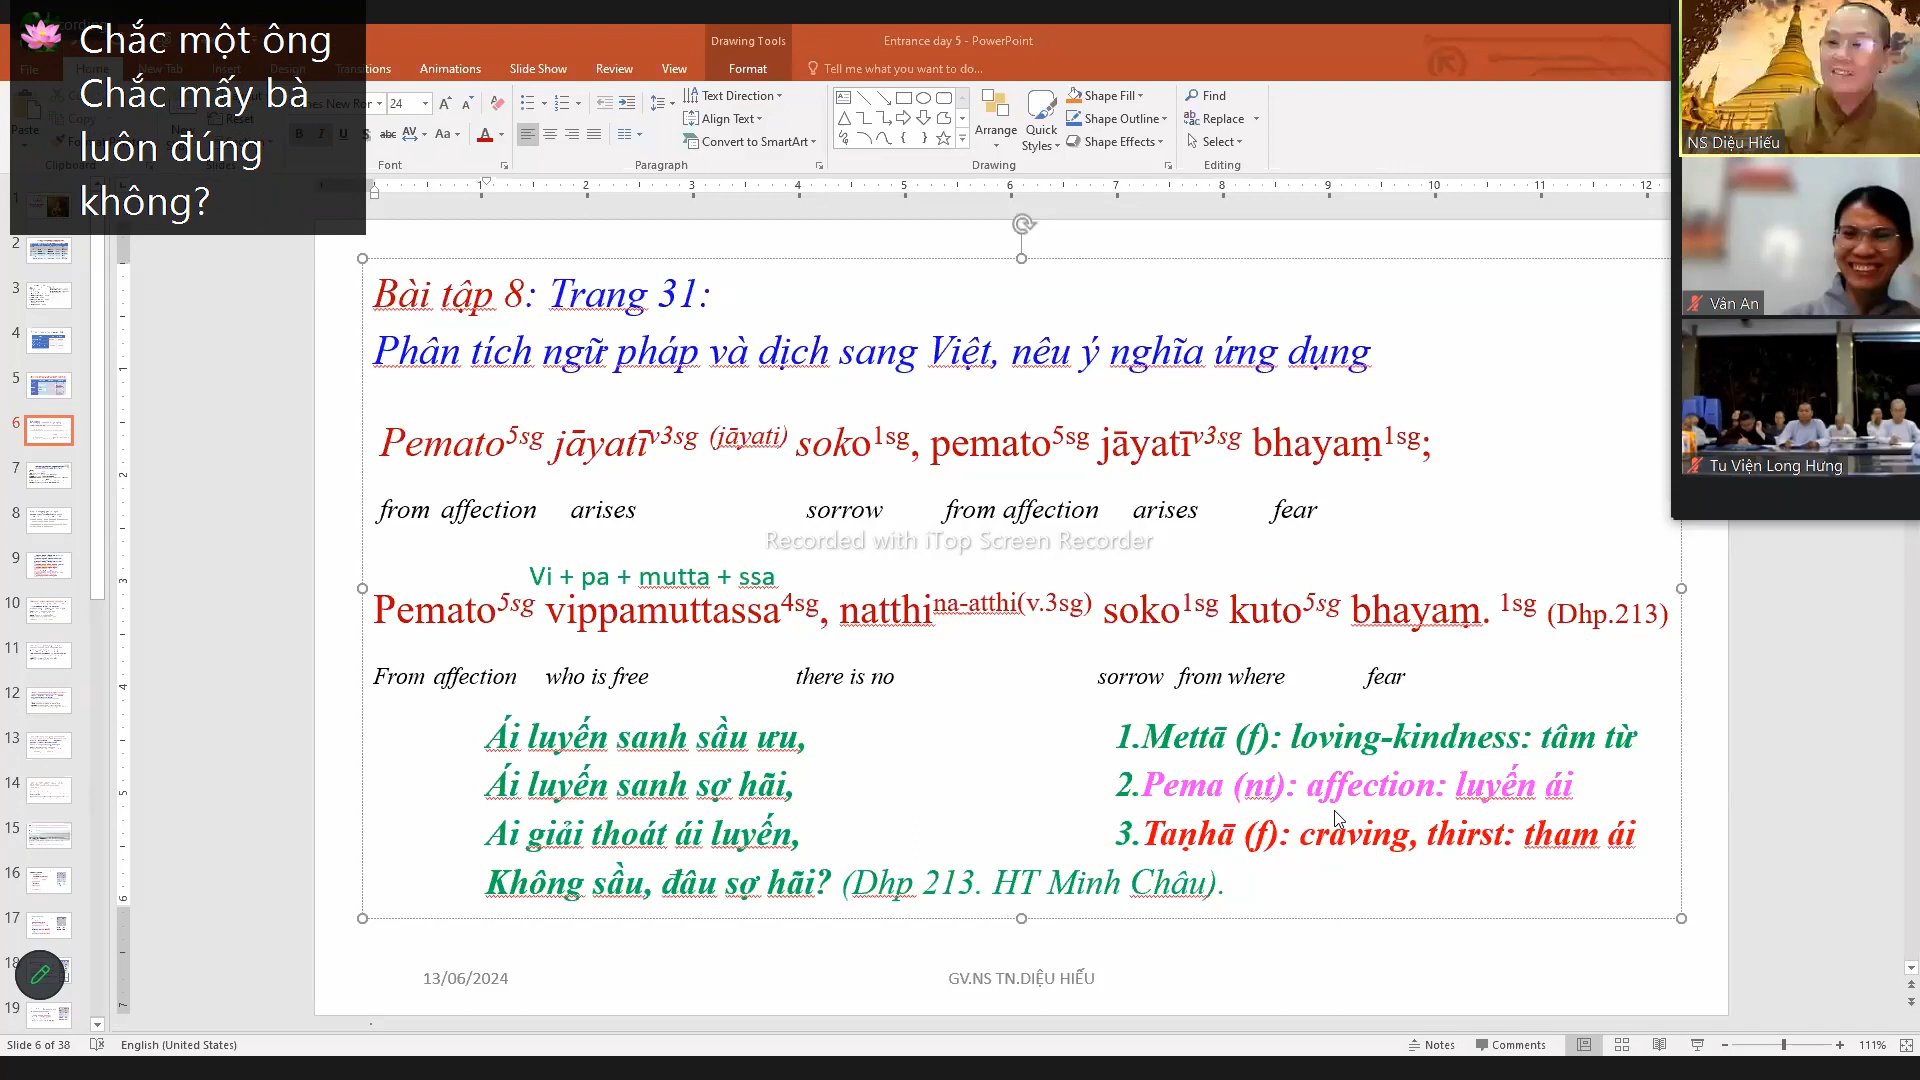 Chắc một ông
Chắc mấy bà
luôn đúng
không?
Drawing Tools
Entrance day 5 - PowerPoint
Animations
Slide Show
Review
View
Format
Tell me what you want to do...
24
Text Direction
Align Text
Convert to SmartArt
Arrange
Quick
Styles
Shape Fill
Shape Outline
Shape Effects
Find
Replace
Select
Font
Paragraph
Drawing
Editing
NS Diệu Hiếu
Vân An
Tu Viện Long Hưng
Bài tập 8: Trang 31:
Phân tích ngữ pháp và dịch sang Việt, nêu ý nghĩa ứng dụng
Pemato5sg jāyatīv3sg (jāyati) soko1sg, pemato5sg jāyatīv3sg bhayaṃ1sg;
from affection arises sorrow from affection arises fear
Recorded with iTop Screen Recorder
Vi + pa + mutta + ssa
Pemato5sg vippamuttassa4sg, natthina-atthi(v.3sg) soko1sg kuto5sg bhayaṃ. 1sg (Dhp.213)
From affection who is free there is no sorrow from where fear
Ái luyến sanh sầu ưu,
Ái luyến sanh sợ hãi,
Ai giải thoát ái luyến,
Không sầu, đâu sợ hãi? (Dhp 213. HT Minh Châu).
1.Mettā (f): loving-kindness: tâm từ
2.Pema (nt): affection: luyến ái
3.Taṇhā (f): craving, thirst: tham ái
13/06/2024
GV.NS TN.DIỆU HIẾU
Slide 6 of 38
English (United States)
Notes
Comments
111%